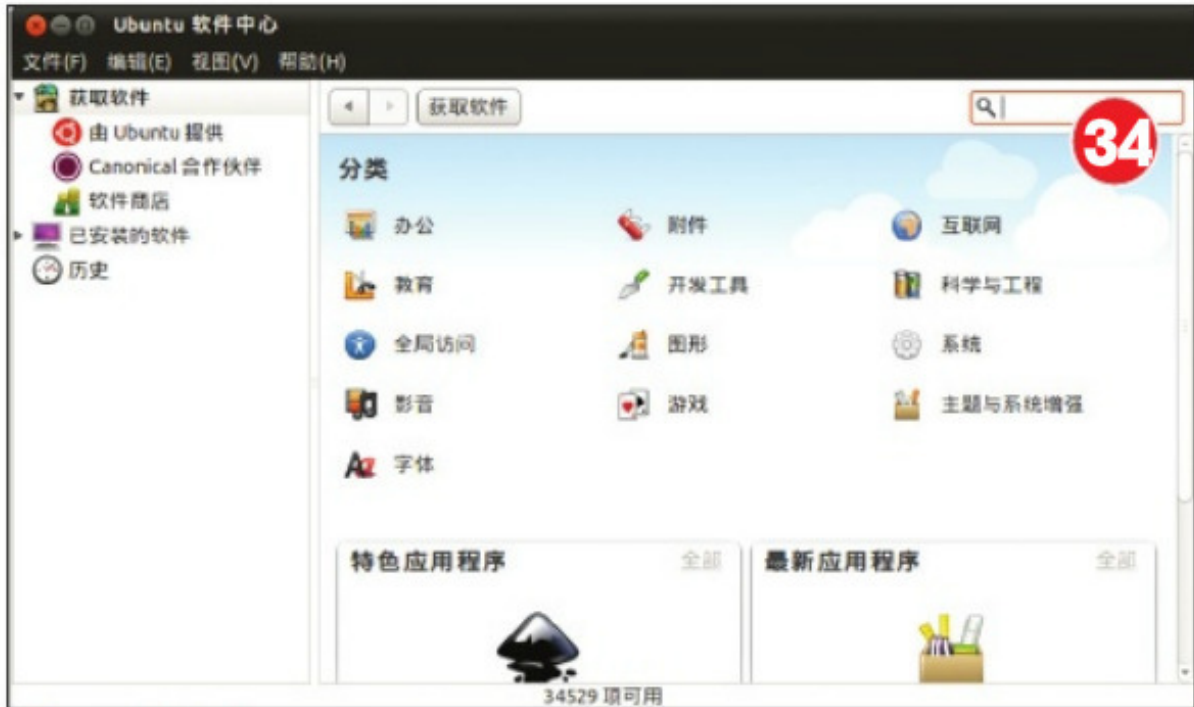 Ubuntu 软件中心
文件(F) 编辑(E) 视图(V) 帮助(H)
获取软件
由 Ubuntu 提供
Canonical 合作伙伴
软件商店
已安装的软件
历史
获取软件
34
分类
办公
附件
互联网
教育
开发工具
科学与工程
全局访问
图形
系统
影音
游戏
主题与系统增强
字体
特色应用程序 全部
最新应用程序 全部
34529 项可用